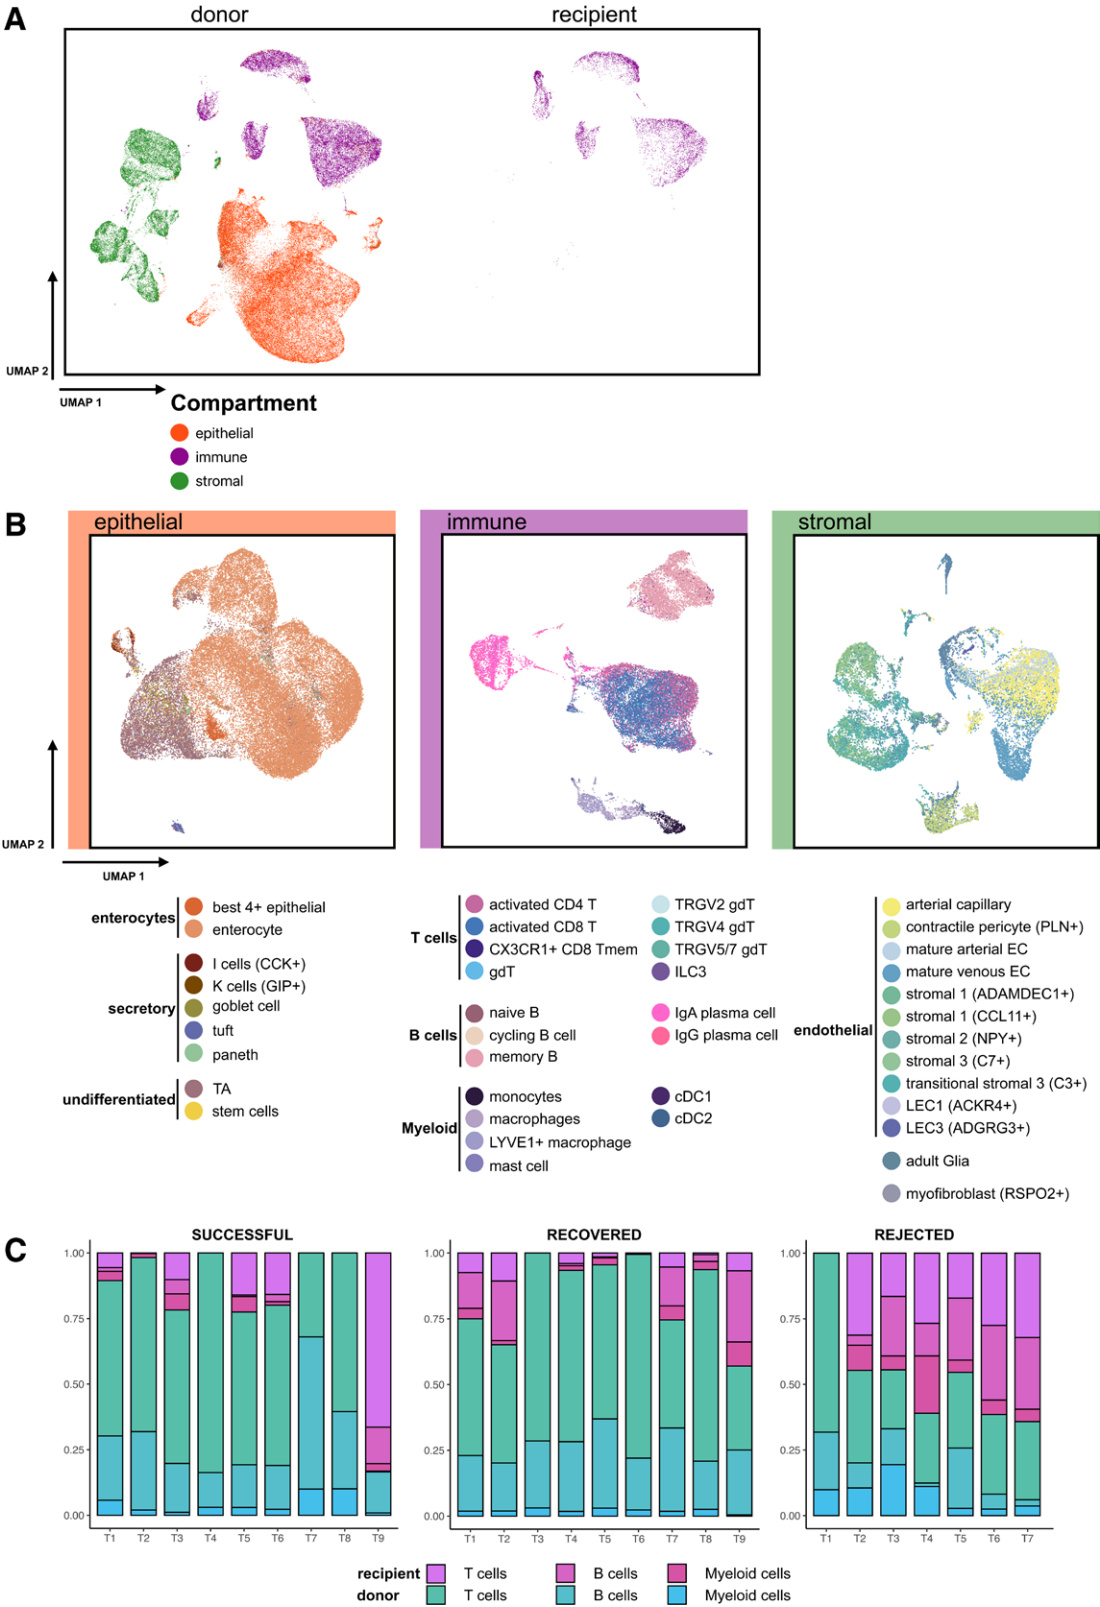 A
donor
recipient
UMAP 2
UMAP 1
Compartment
epithelial
immune
stromal
B
epithelial
immune
stromal
UMAP 2
UMAP 1
enterocytes
best 4+ epithelial
enterocyte
secretory
I cells (CCK+)
K cells (GIP+)
goblet cell
tuft
paneth
undifferentiated
TA
stem cells
T cells
activated CD4 T
activated CD8 T
CX3CR1+ CD8 Tmem
gdT
TRGV2 gdT
TRGV4 gdT
TRGV5/7 gdT
ILC3
B cells
naive B
cycling B cell
memory B
IgA plasma cell
IgG plasma cell
Myeloid
monocytes
macrophages
LYVE1+ macrophage
mast cell
cDC1
cDC2
endothelial
arterial capillary
contractile pericyte (PLN+)
mature arterial EC
mature venous EC
stromal 1 (ADAMDEC1+)
stromal 1 (CCL11+)
stromal 2 (NPY+)
stromal 3 (C7+)
transitional stromal 3 (C3+)
LEC1 (ACKR4+)
LEC3 (ADGRG3+)
adult Glia
myofibroblast (RSPO2+)
C
SUCCESSFUL
1.00
0.75
0.50
0.25
0.00
T1 T2 T3 T4 T5 T6 T7 T8 T9
RECOVERED
1.00
0.75
0.50
0.25
0.00
T1 T2 T3 T4 T5 T6 T7 T8 T9
REJECTED
1.00
0.75
0.50
0.25
0.00
T1 T2 T3 T4 T5 T6 T7
recipient T cells B cells Myeloid cells
donor T cells B cells Myeloid cells